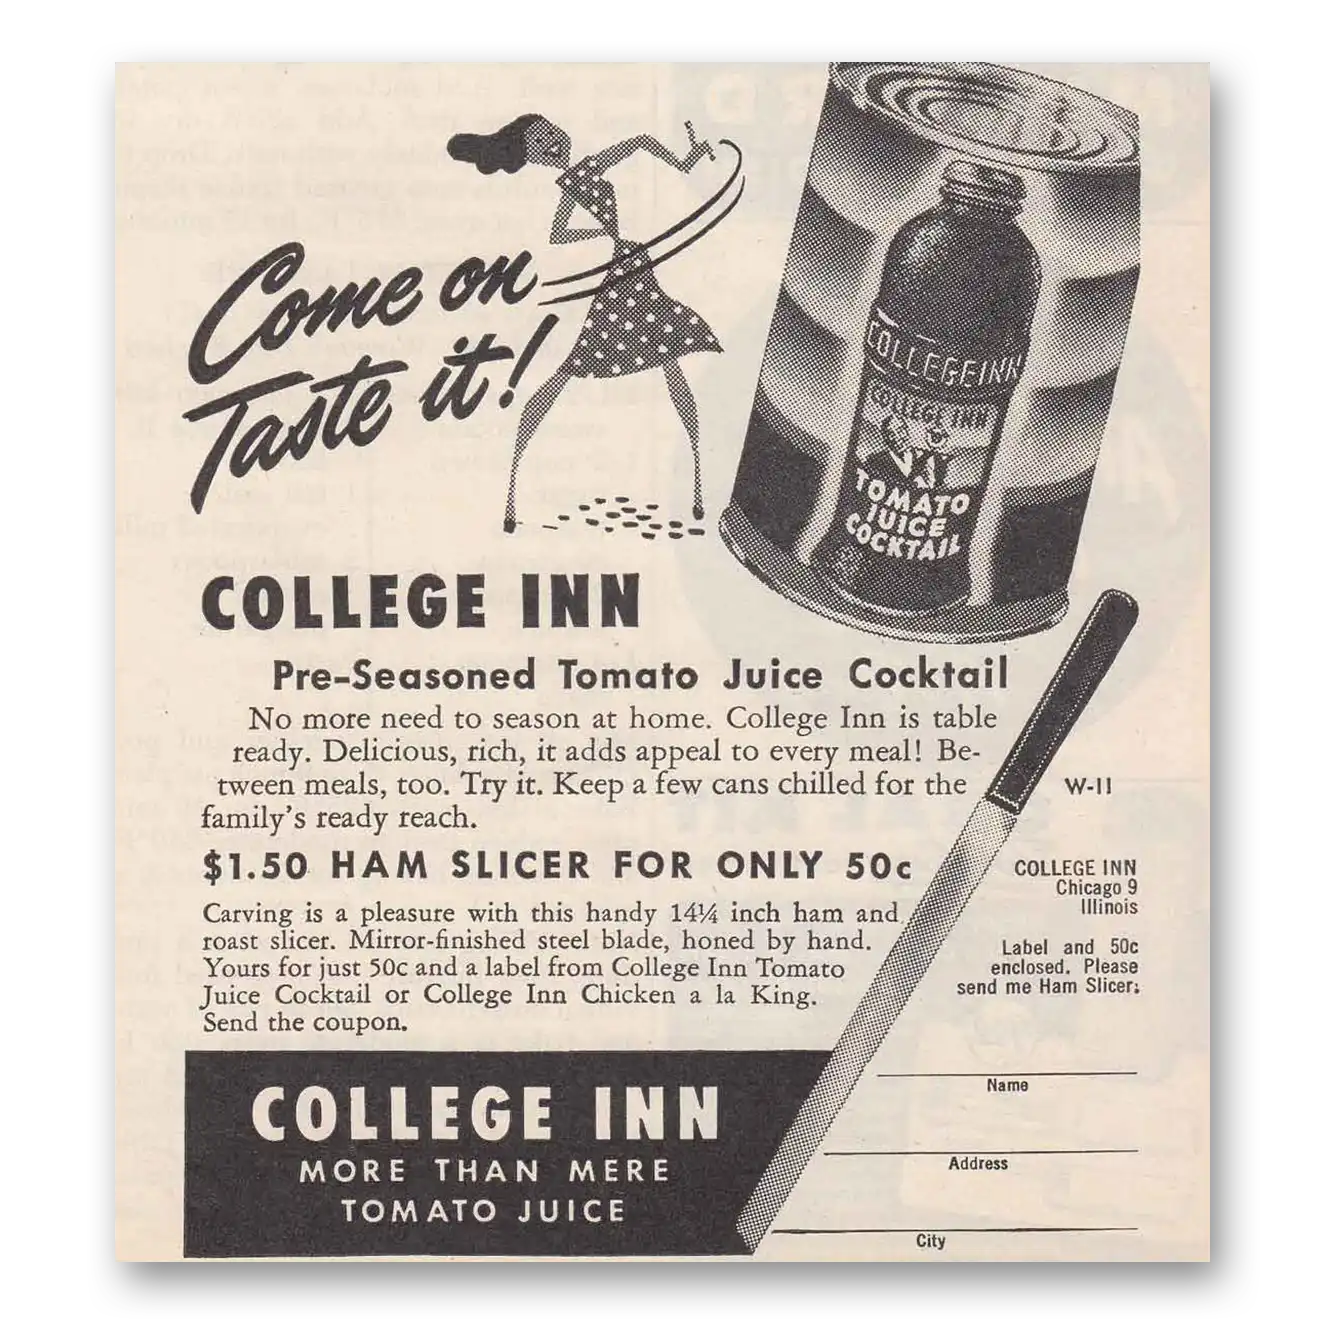 Come on
Taste it!
COLLEGE INN
COLLEGE INN
TOMATO
JUICE
COCKTAIL
COLLEGE INN
Pre-Seasoned Tomato Juice Cocktail
No more need to season at home. College Inn is table
ready. Delicious, rich, it adds appeal to every meal! Be-
tween meals, too. Try it. Keep a few cans chilled for the
family's ready reach.
$1.50 HAM SLICER FOR ONLY 50c
Carving is a pleasure with this handy 14¼ inch ham and
roast slicer. Mirror-finished steel blade, honed by hand.
Yours for just 50c and a label from College Inn Tomato
Juice Cocktail or College Inn Chicken a la King.
Send the coupon.
COLLEGE INN
MORE THAN MERE
TOMATO JUICE
W-11
COLLEGE INN
Chicago 9
Illinois
Label and 50c
enclosed. Please
send me Ham Slicer:
Name
Address
City